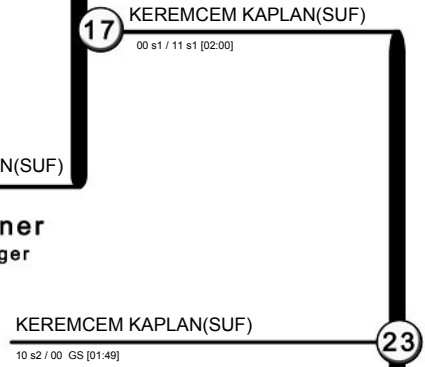 KEREMCEM KAPLAN(SUF)
17
00 s1 / 11 s1 [02:00]
N(SUF)
ner
ger
KEREMCEM KAPLAN(SUF)
23
10 s2 / 00 GS [01:49]